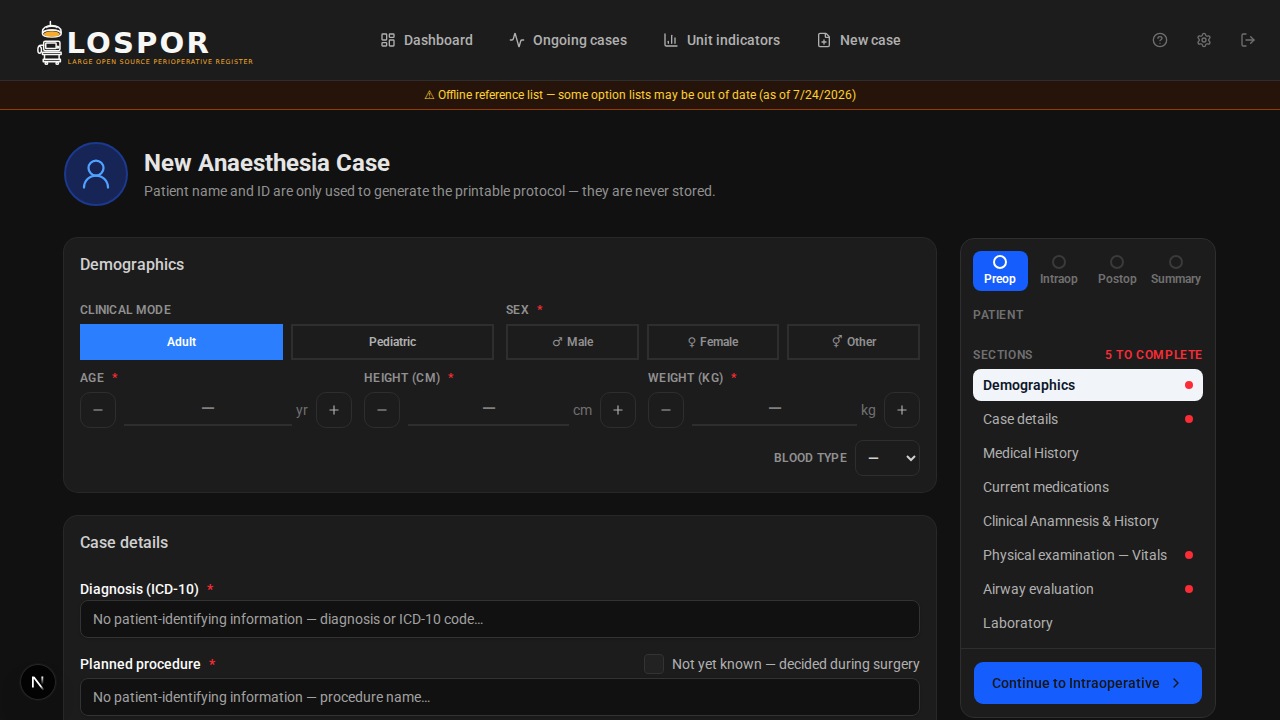 LOSPOR
LARGE OPEN SOURCE PERIOPERATIVE REGISTER
Dashboard
Ongoing cases
Unit indicators
New case
⚠ Offline reference list — some option lists may be out of date (as of 7/24/2026)
New Anaesthesia Case
Patient name and ID are only used to generate the printable protocol — they are never stored.
Demographics
CLINICAL MODE
SEX *
Adult
Pediatric
♂ Male
♀ Female
⚥ Other
AGE *
HEIGHT (CM) *
WEIGHT (KG) *
− — yr +
− — cm +
− — kg +
BLOOD TYPE —
Case details
Diagnosis (ICD-10) *
No patient-identifying information — diagnosis or ICD-10 code…
Planned procedure *
Not yet known — decided during surgery
No patient-identifying information — procedure name…
Preop
Intraop
Postop
Summary
PATIENT
SECTIONS
5 TO COMPLETE
Demographics
Case details
Medical History
Current medications
Clinical Anamnesis & History
Physical examination — Vitals
Airway evaluation
Laboratory
Continue to Intraoperative
N